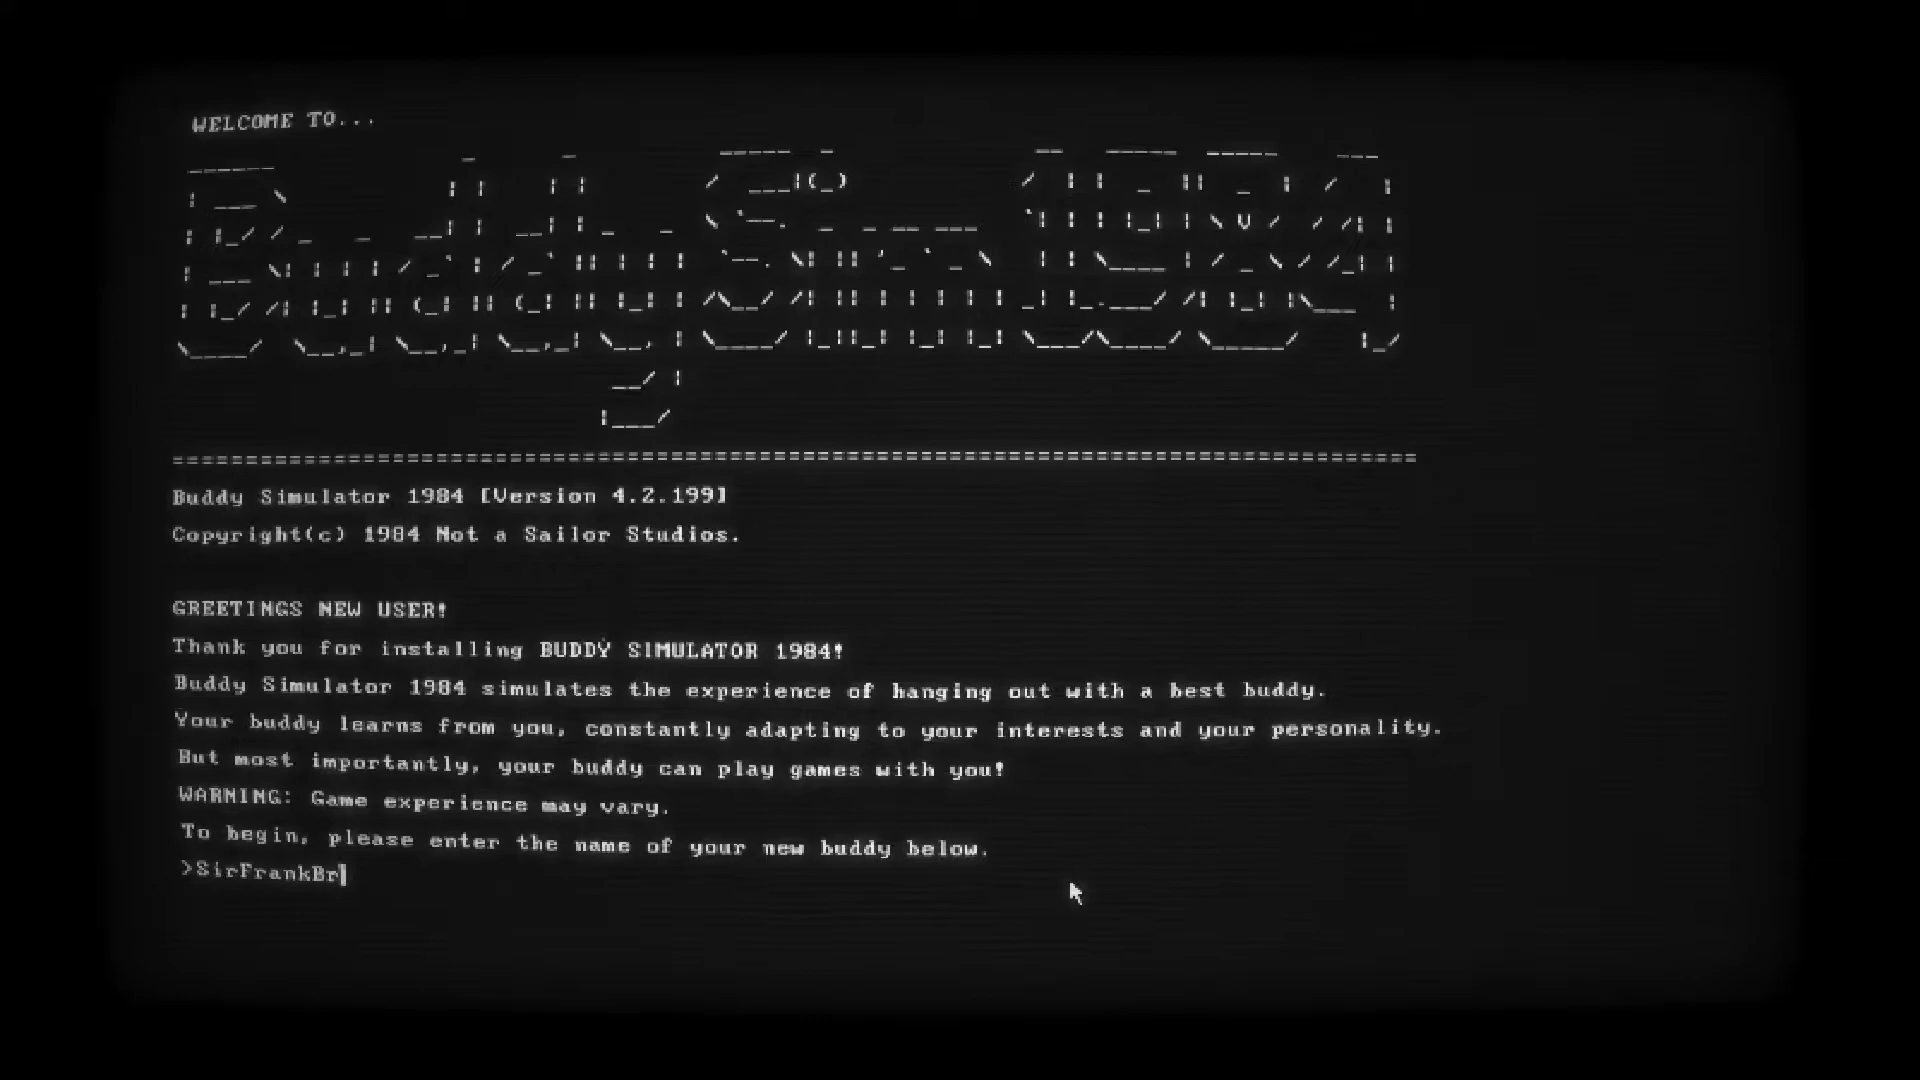 WELCOME TO...
Buddy Sim 1984
Buddy Simulator 1984 [Version 4.2.199]
Copyright(c) 1984 Not a Sailor Studios.
GREETINGS NEW USER!
Thank you for installing BUDDY SIMULATOR 1984!
Buddy Simulator 1984 simulates the experience of hanging out with a best buddy.
Your buddy learns from you, constantly adapting to your interests and your personality.
But most importantly, your buddy can play games with you!
WARNING: Game experience may vary.
To begin, please enter the name of your new buddy below.
>SirFrankBr